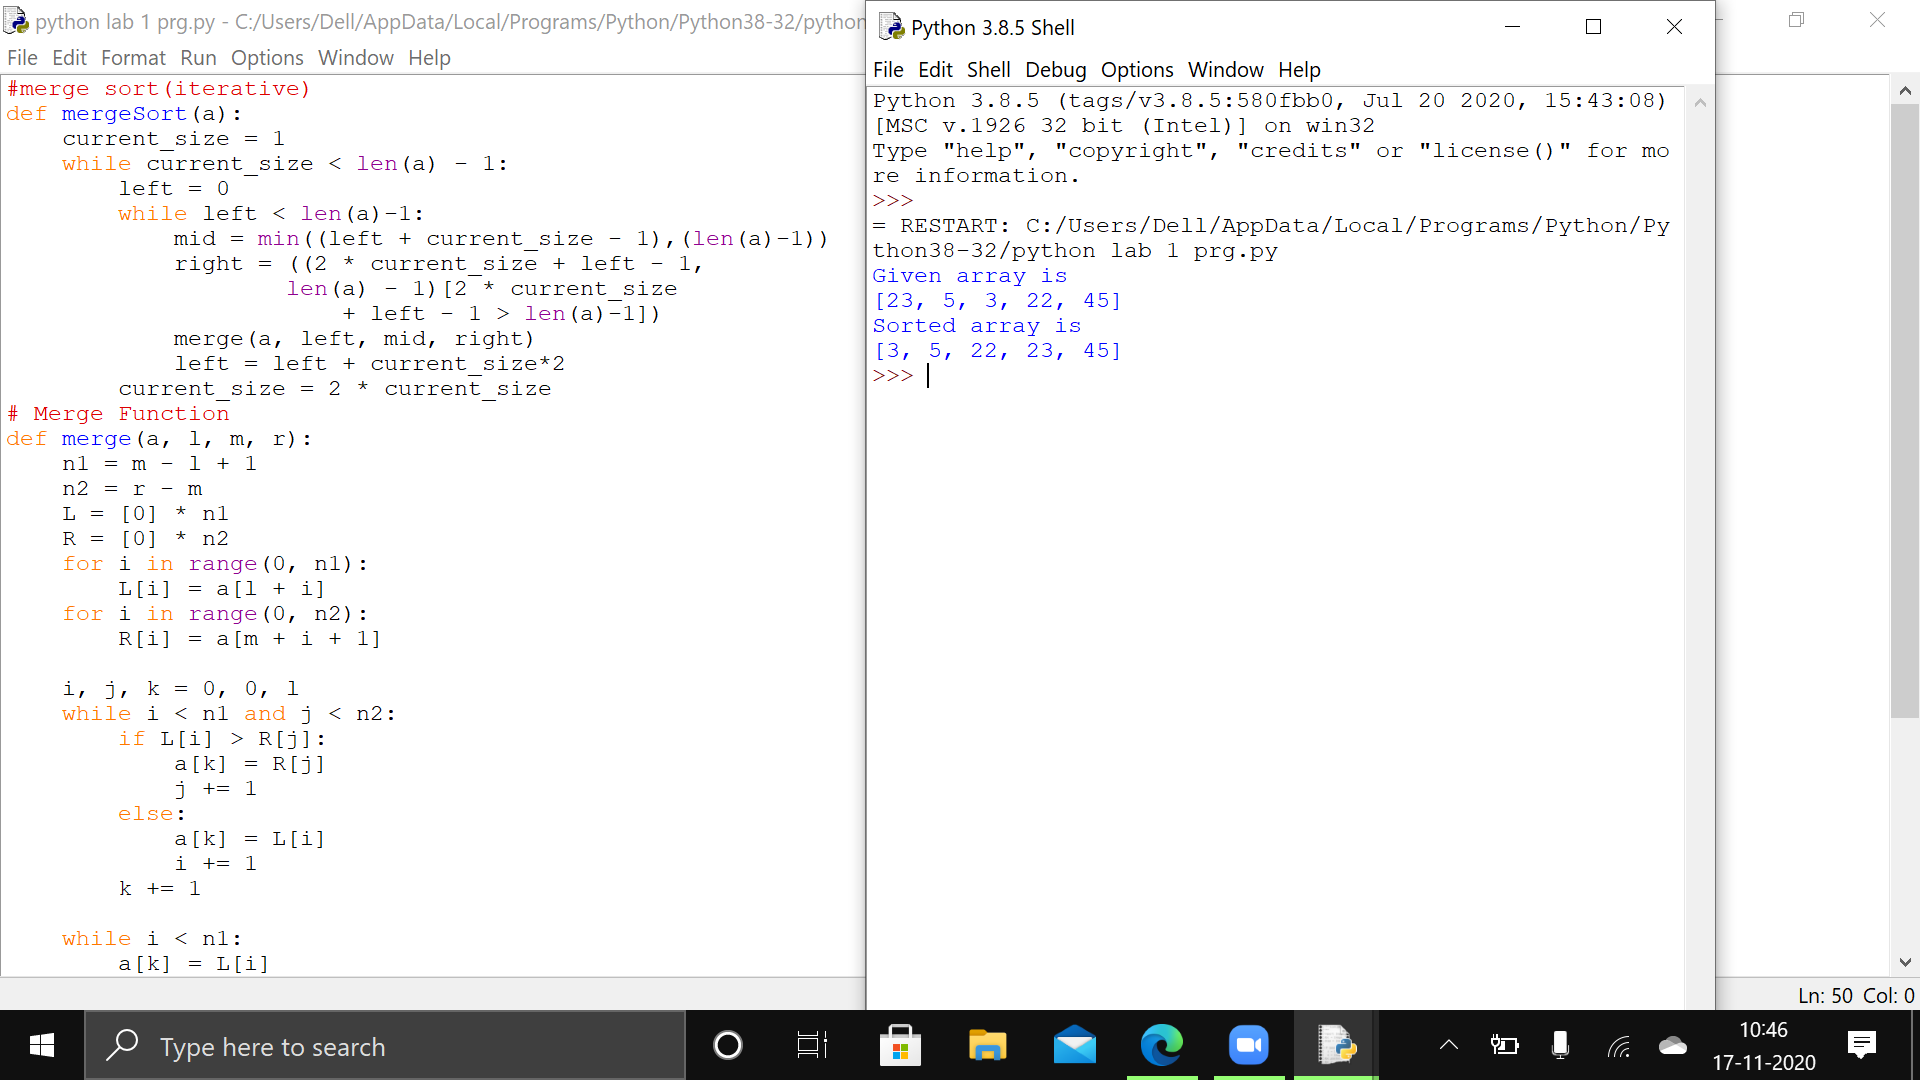 python lab 1 prg.py - C:/Users/Dell/AppData/Local/Programs/Python/Python38-32/python
File Edit Format Run Options Window Help
#merge sort(iterative)
def mergeSort(a):
    current_size = 1
    while current_size < len(a) - 1:
        left = 0
        while left < len(a)-1:
            mid = min((left + current_size - 1),(len(a)-1))
            right = ((2 * current_size + left - 1,
                    len(a) - 1)[2 * current_size
                        + left - 1 > len(a)-1])
            merge(a, left, mid, right)
            left = left + current_size*2
        current_size = 2 * current_size
# Merge Function
def merge(a, l, m, r):
    n1 = m - l + 1
    n2 = r - m
    L = [0] * n1
    R = [0] * n2
    for i in range(0, n1):
        L[i] = a[l + i]
    for i in range(0, n2):
        R[i] = a[m + i + 1]

    i, j, k = 0, 0, l
    while i < n1 and j < n2:
        if L[i] > R[j]:
            a[k] = R[j]
            j += 1
        else:
            a[k] = L[i]
            i += 1
        k += 1

    while i < n1:
        a[k] = L[i]
Python 3.8.5 Shell
File Edit Shell Debug Options Window Help
Python 3.8.5 (tags/v3.8.5:580fbb0, Jul 20 2020, 15:43:08)
[MSC v.1926 32 bit (Intel)] on win32
Type "help", "copyright", "credits" or "license()" for mo
re information.
>>>
= RESTART: C:/Users/Dell/AppData/Local/Programs/Python/Py
thon38-32/python lab 1 prg.py
Given array is
[23, 5, 3, 22, 45]
Sorted array is
[3, 5, 22, 23, 45]
>>>
Ln: 50 Col: 0
Type here to search
10:46
17-11-2020